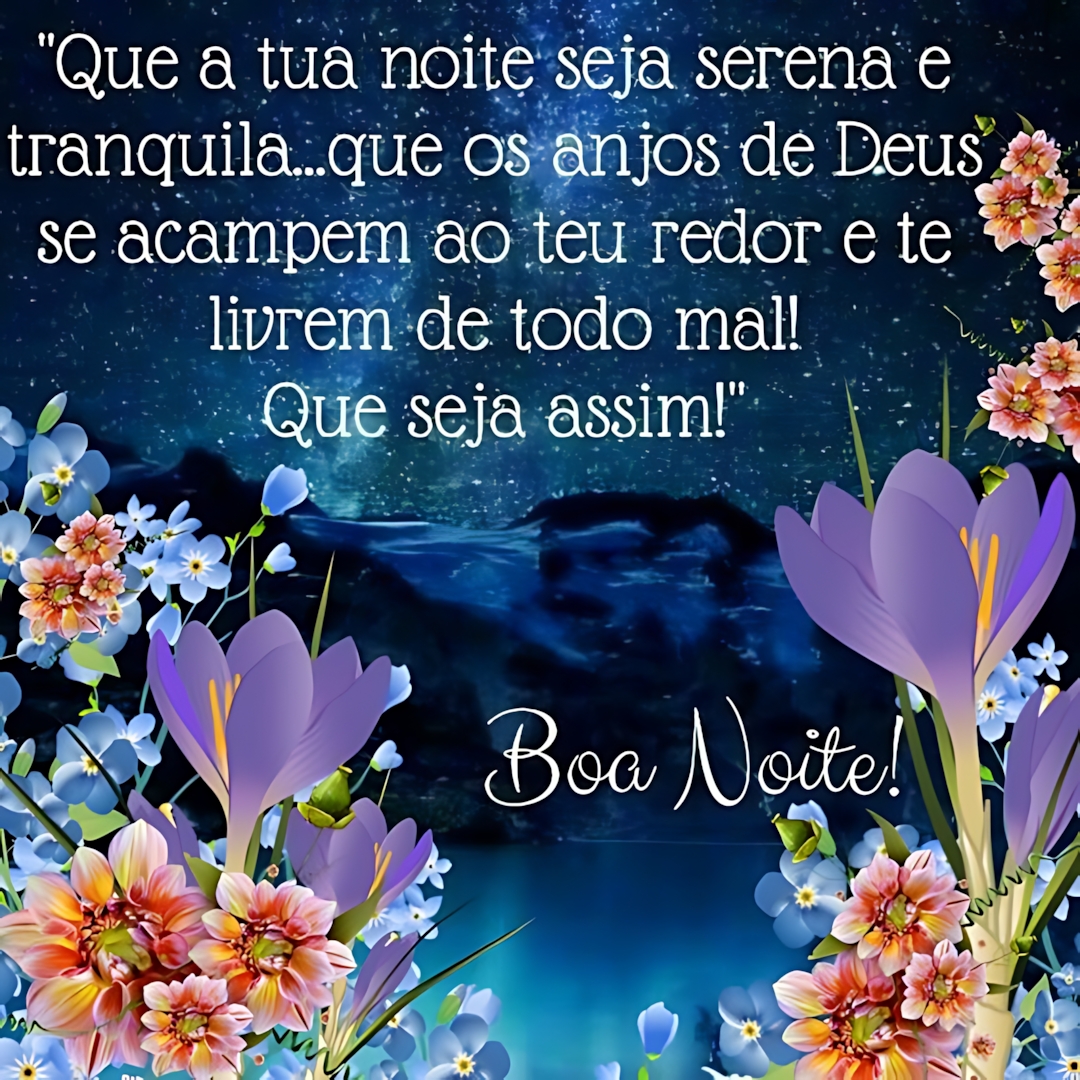 "Que a tua noite seja serena e
tranquila...que os anjos de Deus
se acampem ao teu redor e te
livrem de todo mal!
Que seja assim!"
Boa Noite!